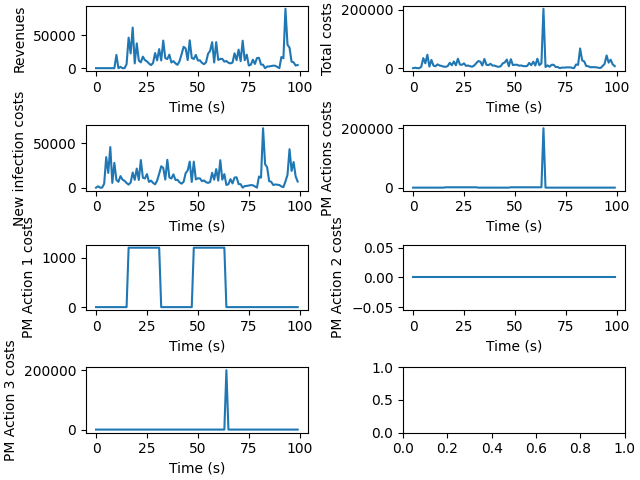 Revenues
50000
0
0 25 50 75 100
Time (s)
Total costs
200000
0
0 25 50 75 100
Time (s)
New infection costs
50000
0
0 25 50 75 100
Time (s)
PM Actions costs
200000
0
0 25 50 75 100
Time (s)
PM Action 1 costs
1000
0
0 25 50 75 100
Time (s)
PM Action 2 costs
0.05
0.00
−0.05
0 25 50 75 100
Time (s)
PM Action 3 costs
200000
0
0 25 50 75 100
Time (s)
1.0
0.5
0.0
0.0 0.2 0.4 0.6 0.8 1.0